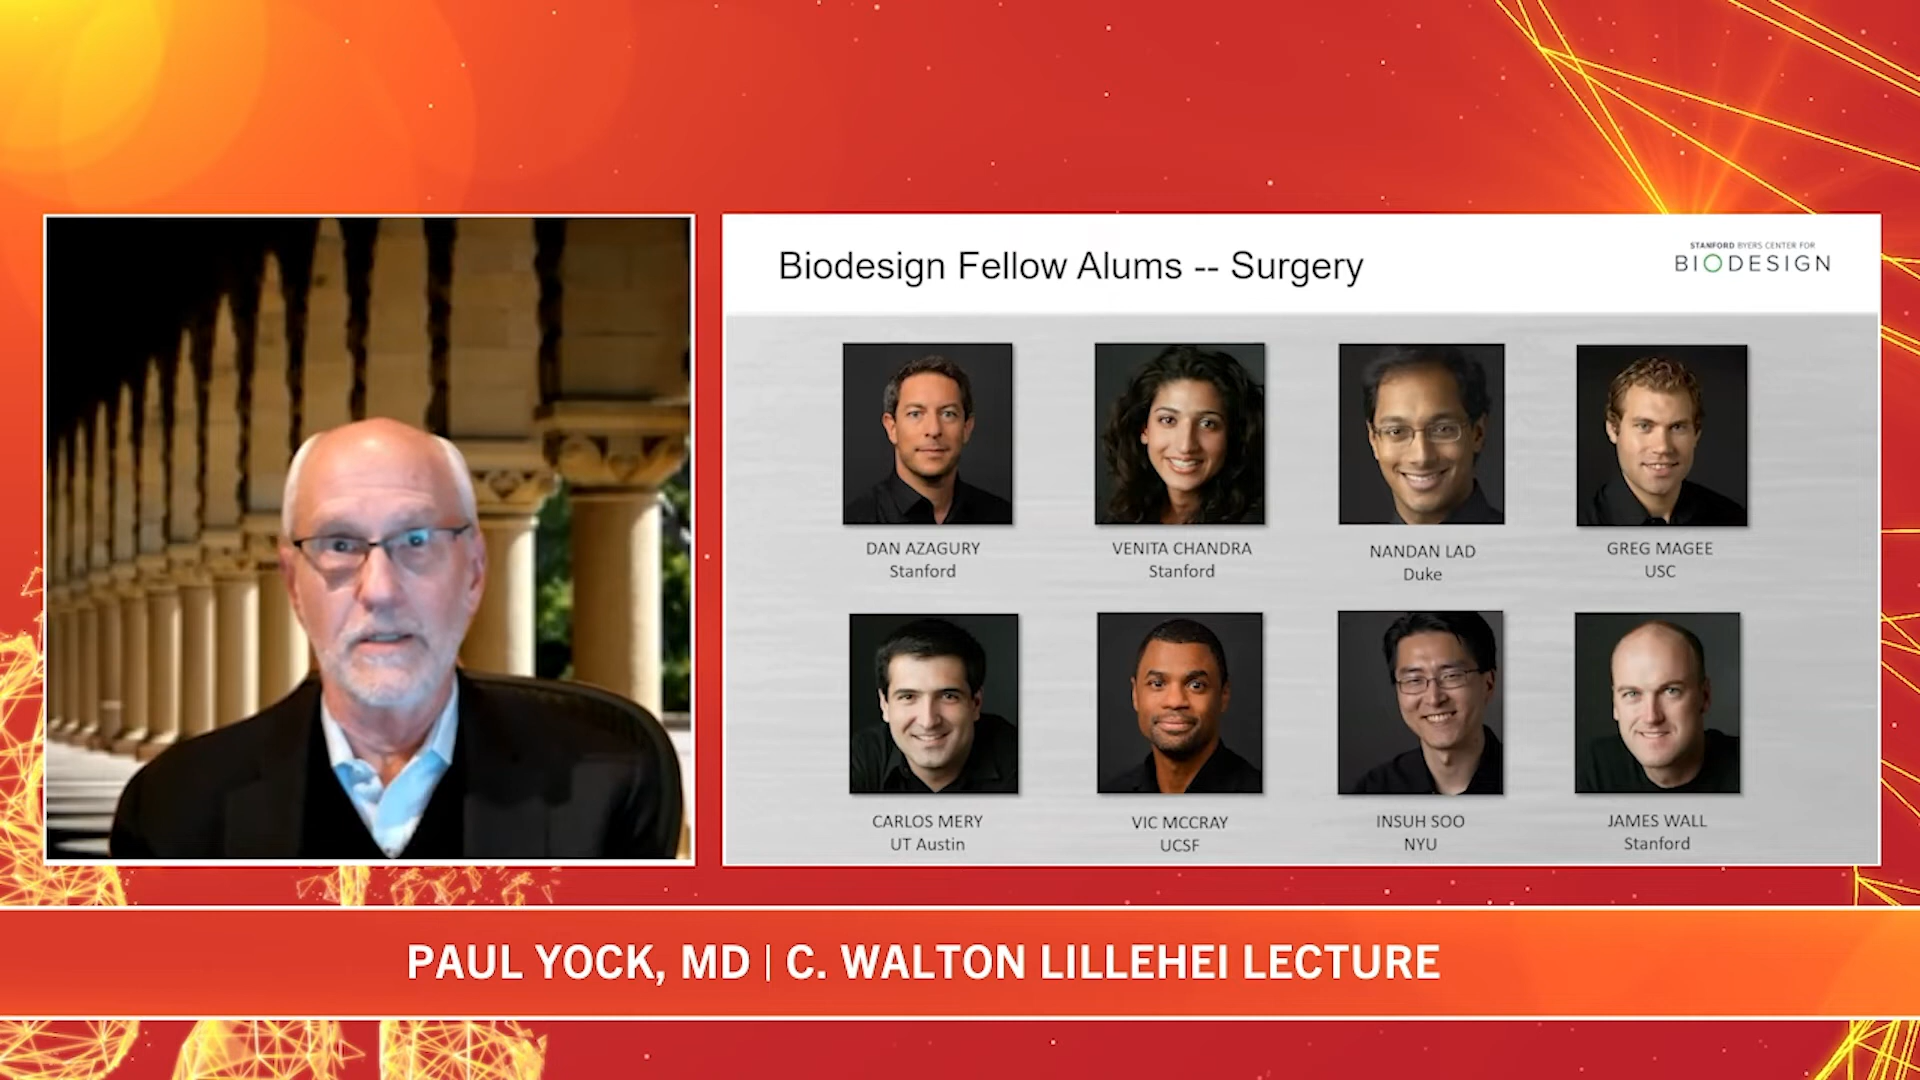 Biodesign Fellow Alums -- Surgery
STANFORD BYERS CENTER FOR
BIODESIGN
DAN AZAGURY
Stanford
VENITA CHANDRA
Stanford
NANDAN LAD
Duke
GREG MAGEE
USC
CARLOS MERY
UT Austin
VIC MCCRAY
UCSF
INSUH SOO
NYU
JAMES WALL
Stanford
PAUL YOCK, MD | C. WALTON LILLEHEI LECTURE